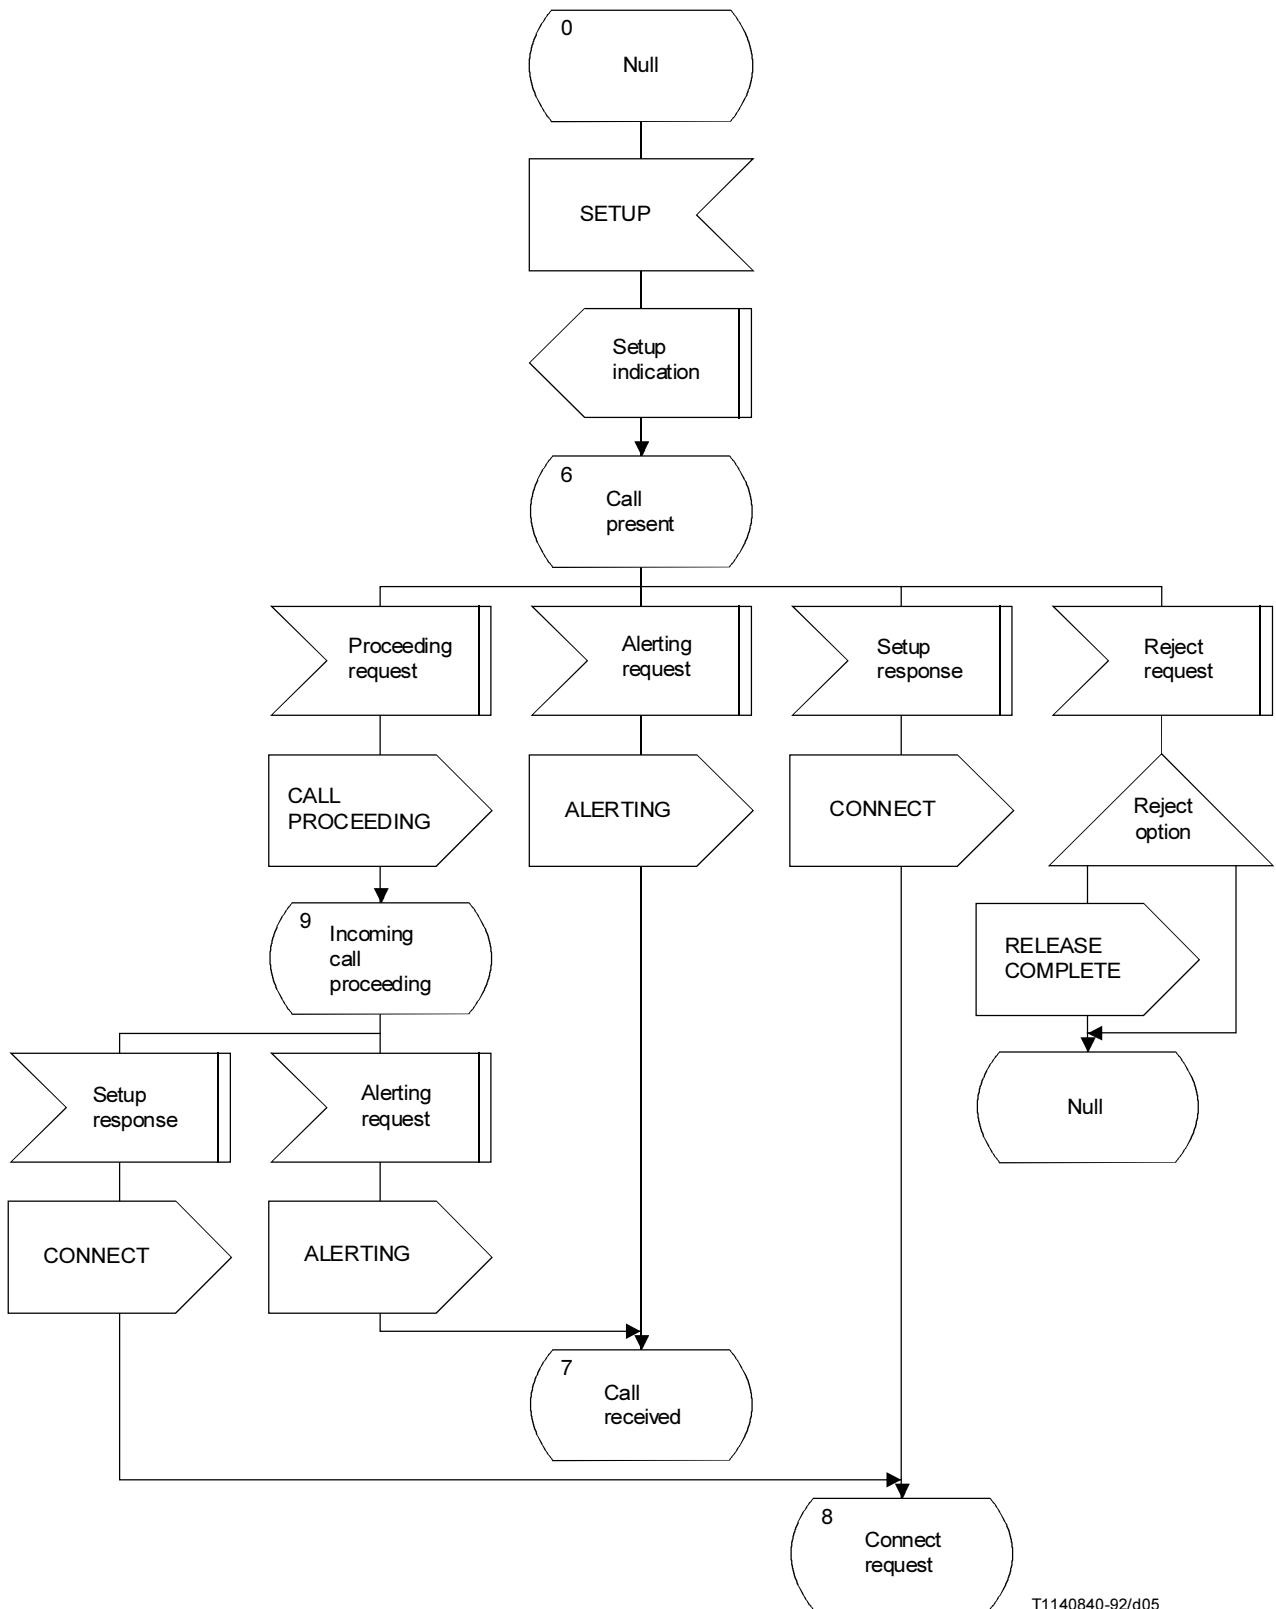 0
Null
SETUP
Setup
indication
6
Call
present
Proceeding
request
Alerting
request
Setup
response
Reject
request
CALL
PROCEEDING
ALERTING
CONNECT
Reject
option
9
Incoming
call
proceeding
RELEASE
COMPLETE
Setup
response
Alerting
request
Null
CONNECT
ALERTING
7
Call
received
8
Connect
request
T1140840-92/d05